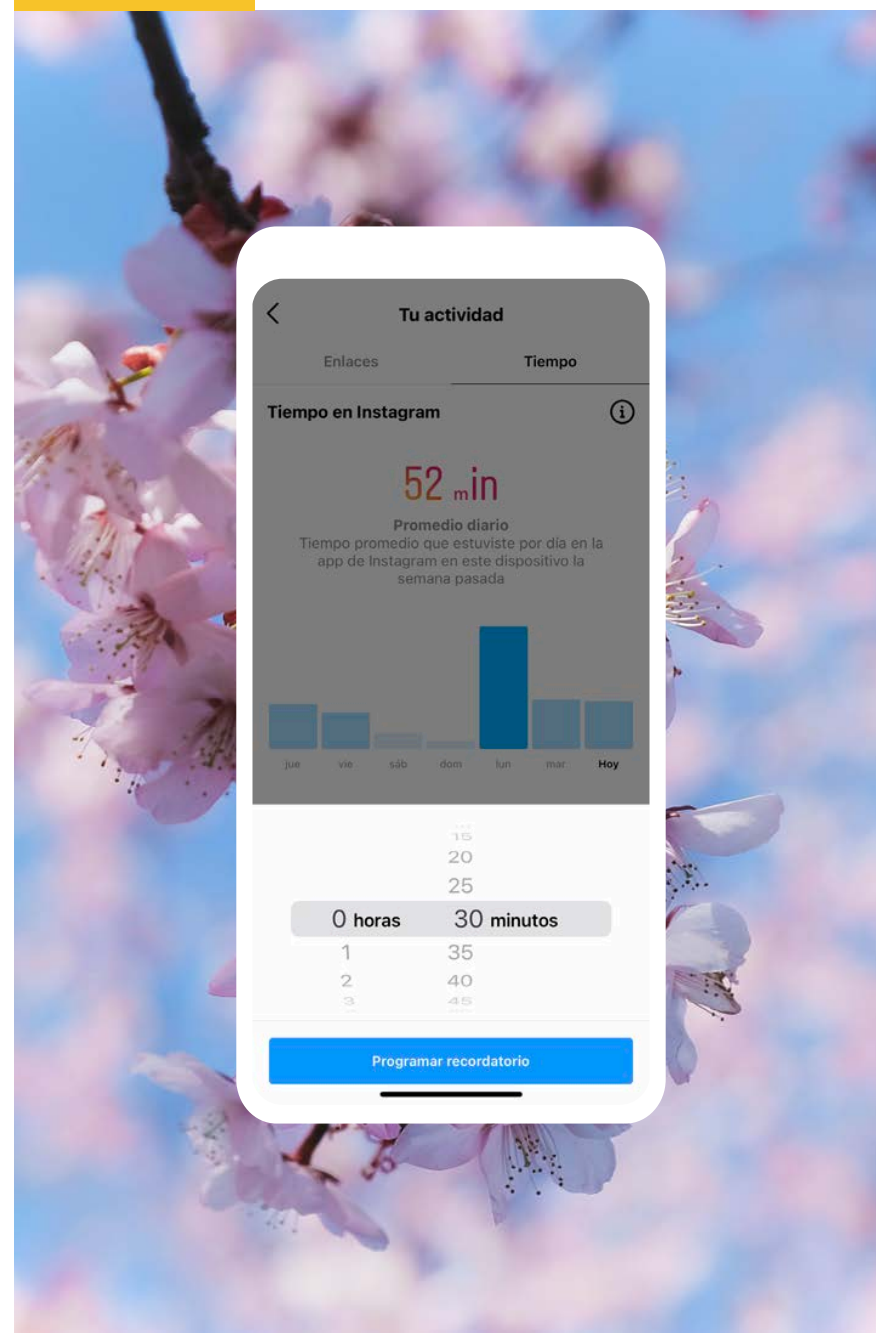 Tu actividad
Enlaces Tiempo
Tiempo en Instagram
52 min
Promedio diario
Tiempo promedio que estuviste por día en la
app de Instagram en este dispositivo la
semana pasada
jue vie sáb dom lun mar Hoy
15
20
25
0 horas 30 minutos
1 35
2 40
3 45
Programar recordatorio